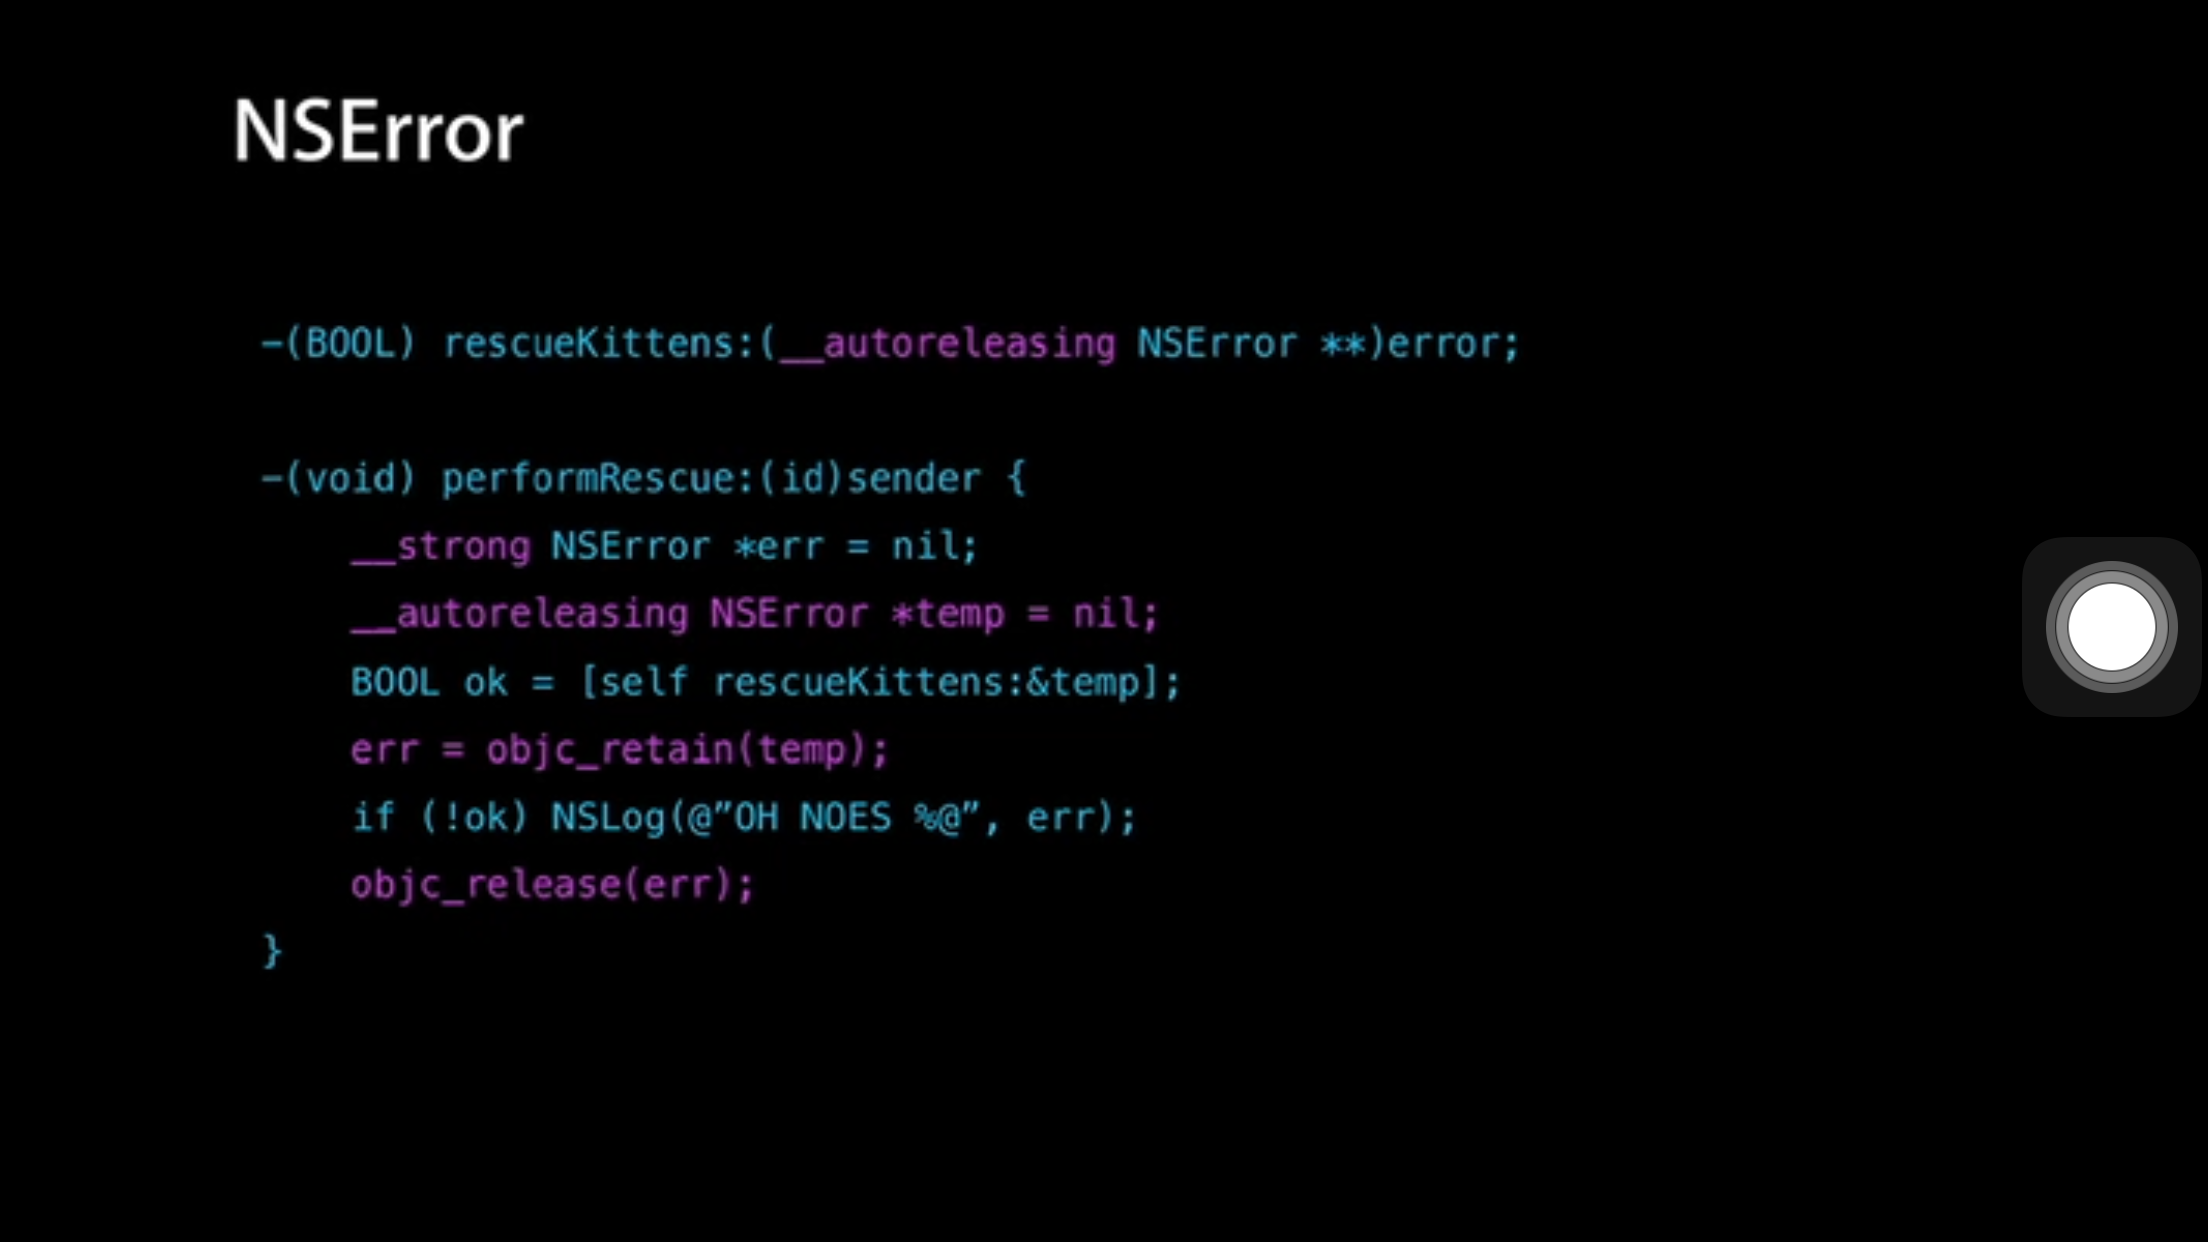 NSError
-(BOOL) rescueKittens:(__autoreleasing NSError **)error;
-(void) performRescue:(id)sender {
__strong NSError *err = nil;
__autoreleasing NSError *temp = nil;
BOOL ok = [self rescueKittens:&temp];
err = objc_retain(temp);
if (!ok) NSLog(@”OH NOES %@”, err);
objc_release(err);
}